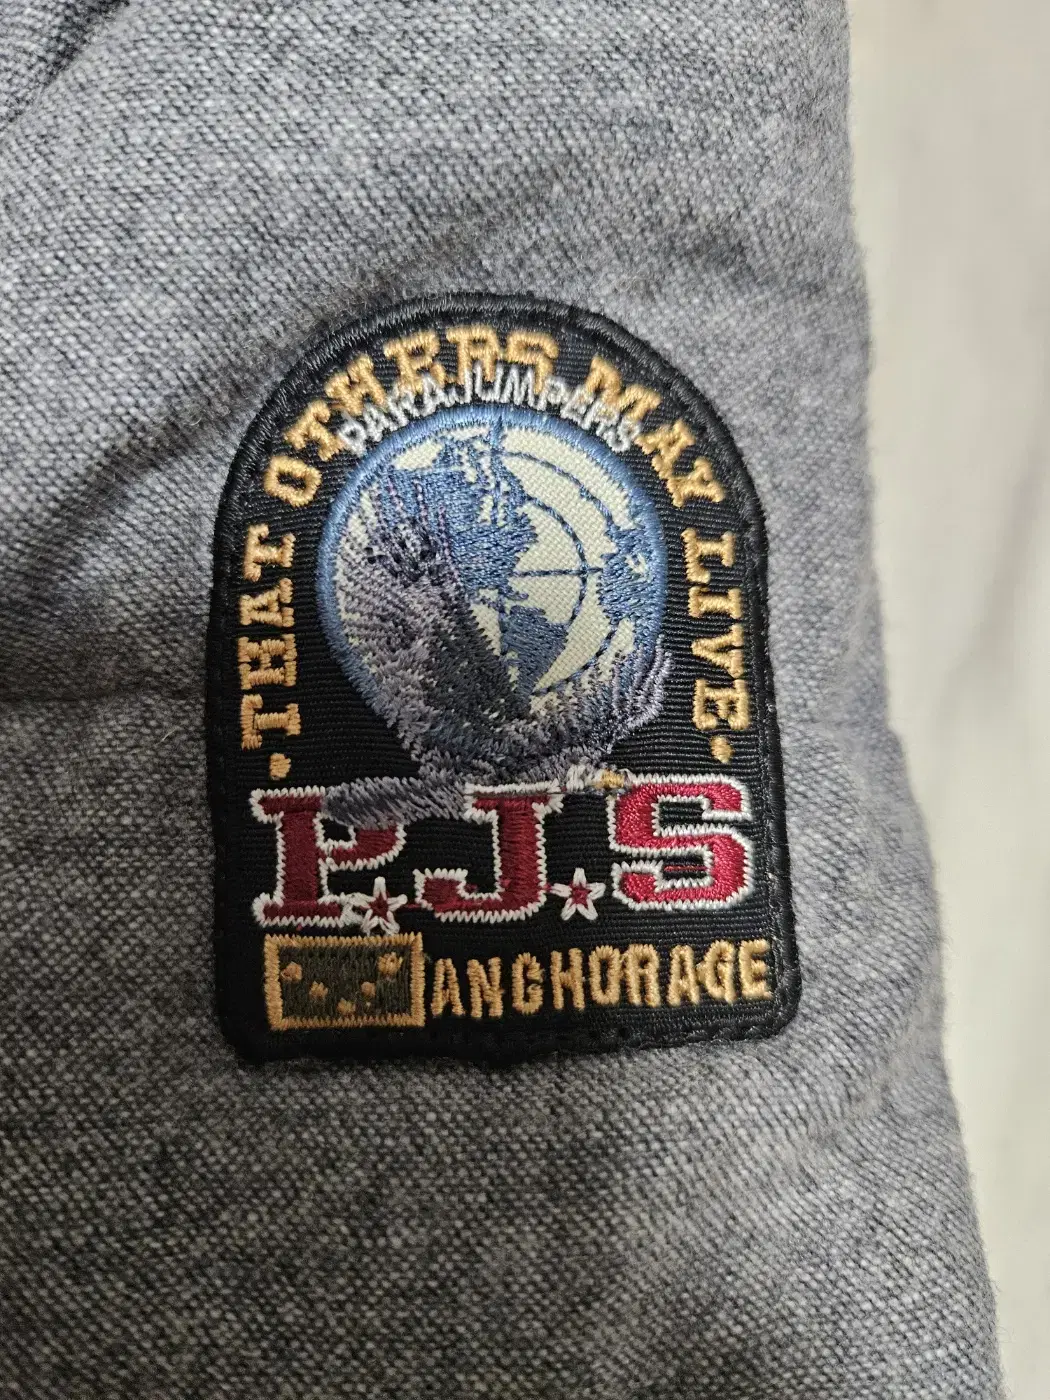 ·THAT OTHERS MAY LIVE·
PARAJUMPERS
P.J.S
ANCHORAGE